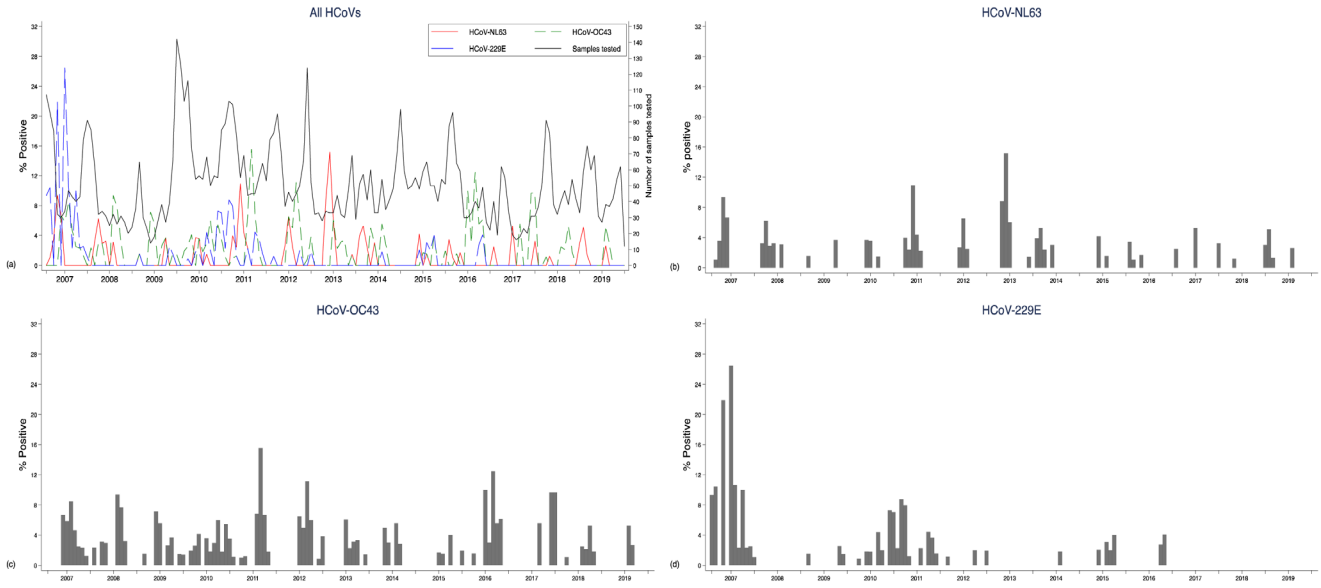 All HCoVs
HCoV-NL63
HCoV-OC43
HCoV-229E
Samples tested
32
28
24
20
16
12
8
4
0
% Positive
150
140
130
120
110
100
90
80
70
60
50
40
30
20
10
0
Number of samples tested
2007 2008 2009 2010 2011 2012 2013 2014 2015 2016 2017 2018 2019
(a)
HCoV-NL63
32
28
24
20
16
12
8
4
0
% positive
2007 2008 2009 2010 2011 2012 2013 2014 2015 2016 2017 2018 2019
(b)
HCoV-OC43
32
28
24
20
16
12
8
4
0
% Positive
2007 2008 2009 2010 2011 2012 2013 2014 2015 2016 2017 2018 2019
(c)
HCoV-229E
32
28
24
20
16
12
8
4
0
% Positive
2007 2008 2009 2010 2011 2012 2013 2014 2015 2016 2017 2018 2019
(d)